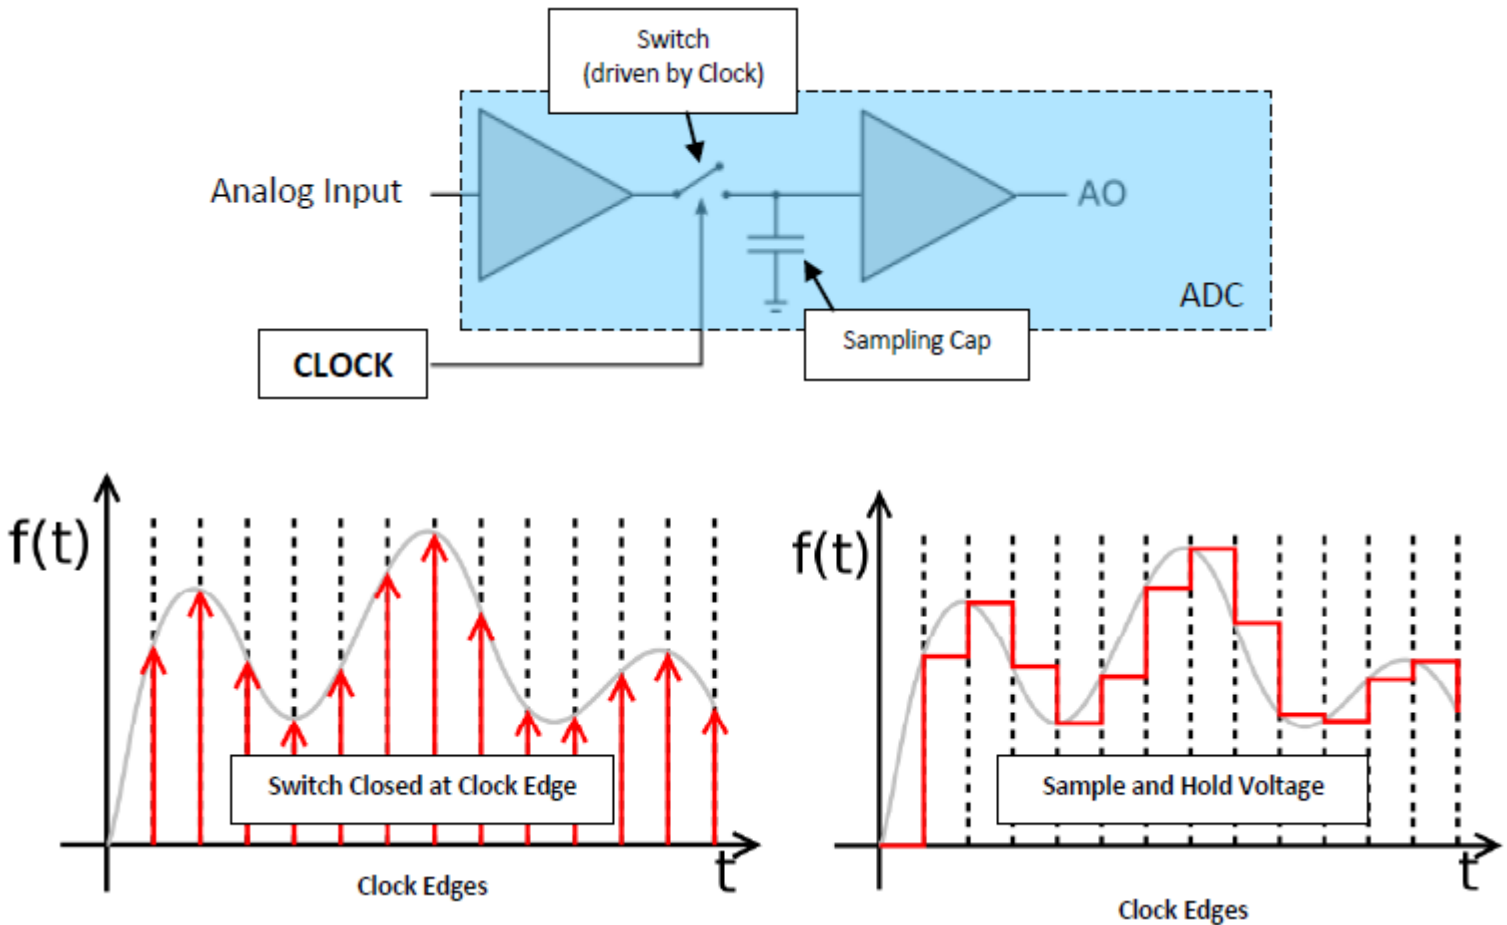 Switch
(driven by Clock)
Analog Input
AO
ADC
CLOCK
Sampling Cap
f(t)
Switch Closed at Clock Edge
t
Clock Edges
f(t)
Sample and Hold Voltage
t
Clock Edges